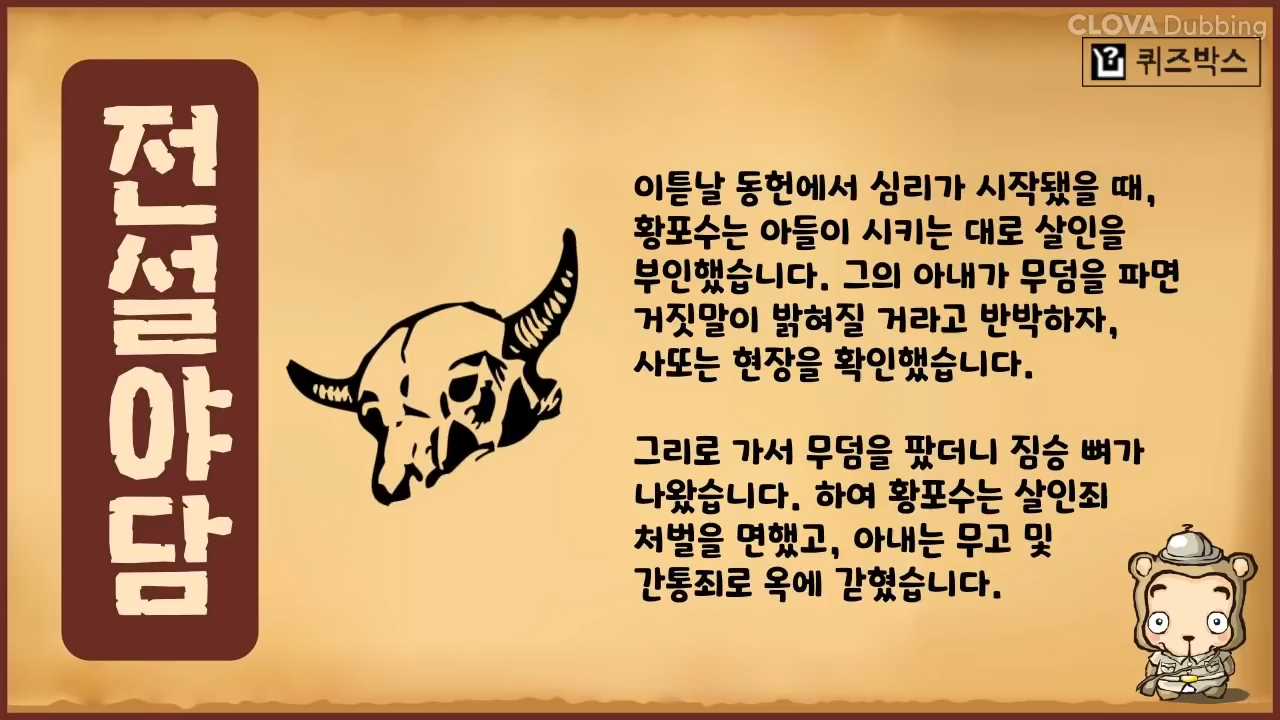 CLOVA Dubbing
퀴즈박스
전설야담
이튿날 동헌에서 심리가 시작됐을 때,
황포수는 아들이 시키는 대로 살인을
부인했습니다. 그의 아내가 무덤을 파면
거짓말이 밝혀질 거라고 반박하자,
사또는 현장을 확인했습니다.
그리로 가서 무덤을 팠더니 짐승 뼈가
나왔습니다. 하여 황포수는 살인죄
처벌을 면했고, 아내는 무고 및
간통죄로 옥에 갇혔습니다.